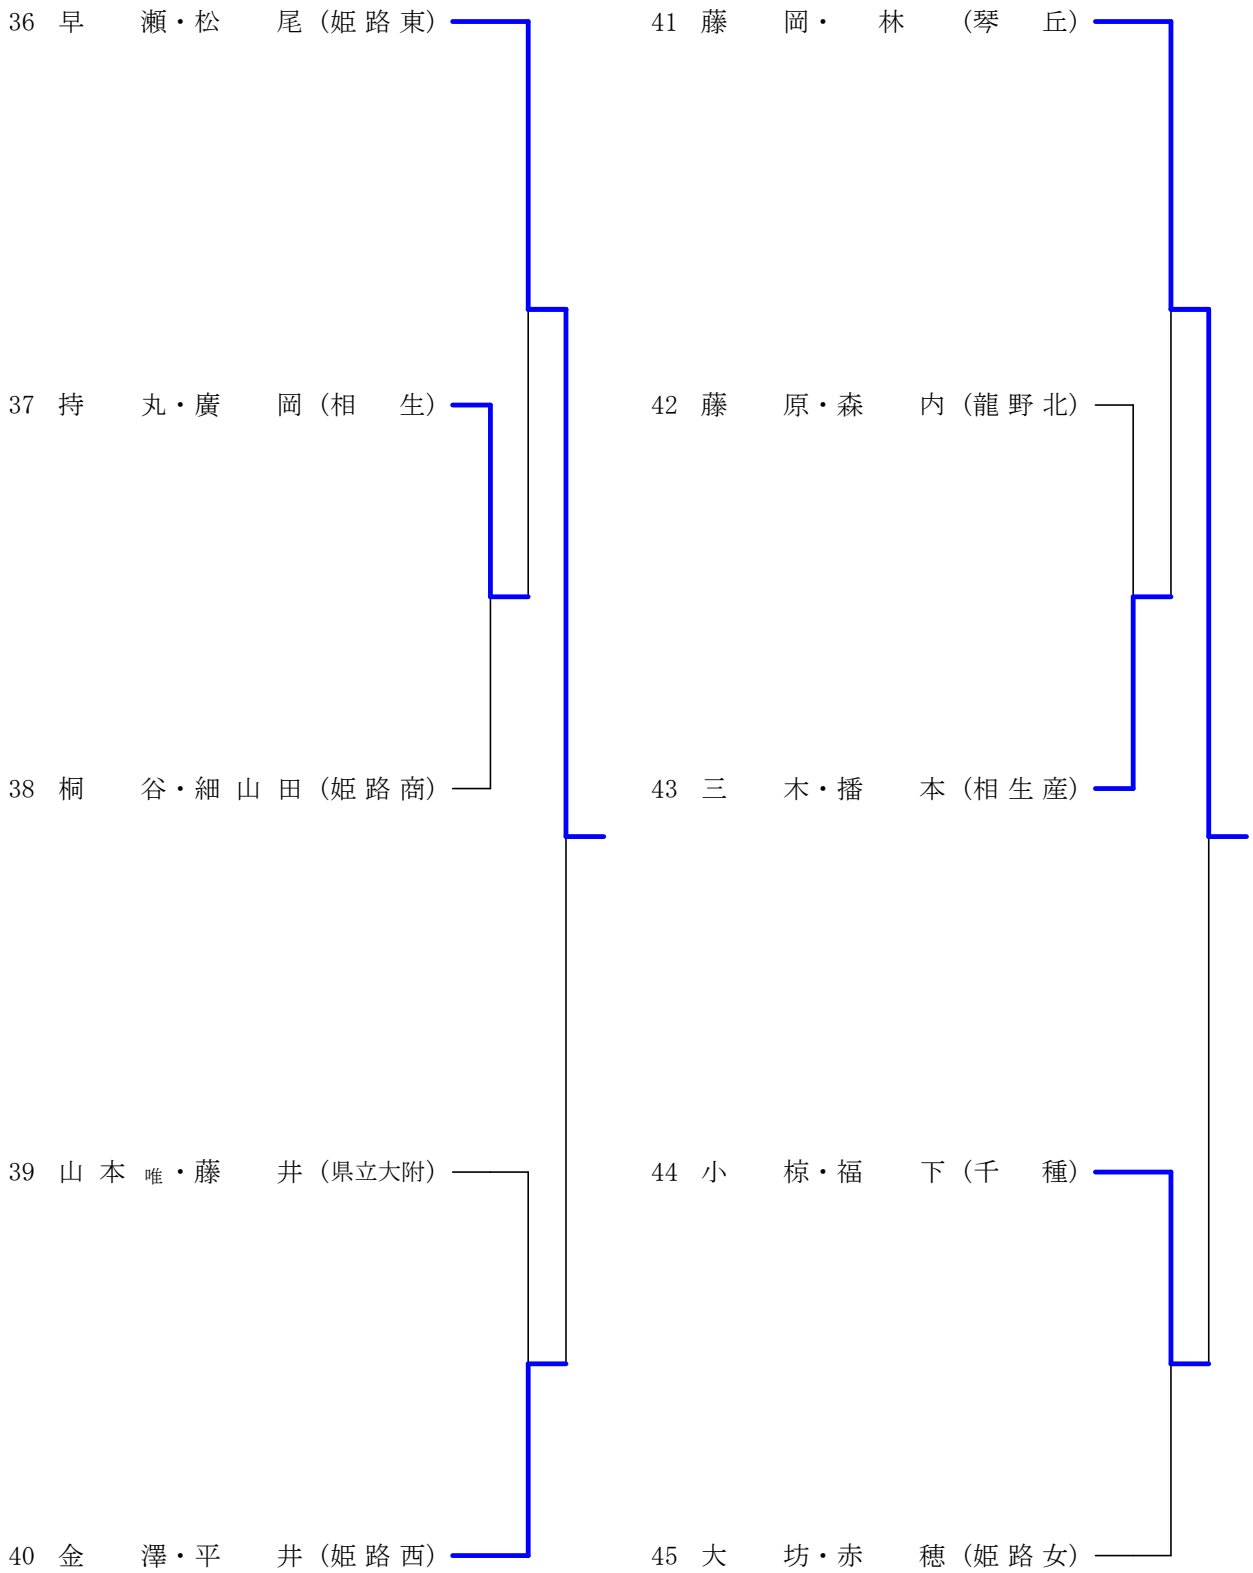 36 早 瀬・松 尾 (姫 路 東)
37 持 丸・廣 岡 (相 生)
38 桐 谷・細 山 田 (姫 路 商)
39 山 本 唯・藤 井 (県立大附)
40 金 澤・平 井 (姫 路 西)
41 藤 岡・ 林 (琴 丘)
42 藤 原・森 内 (龍 野 北)
43 三 木・播 本 (相 生 産)
44 小 椋・福 下 (千 種)
45 大 坊・赤 穂 (姫 路 女)